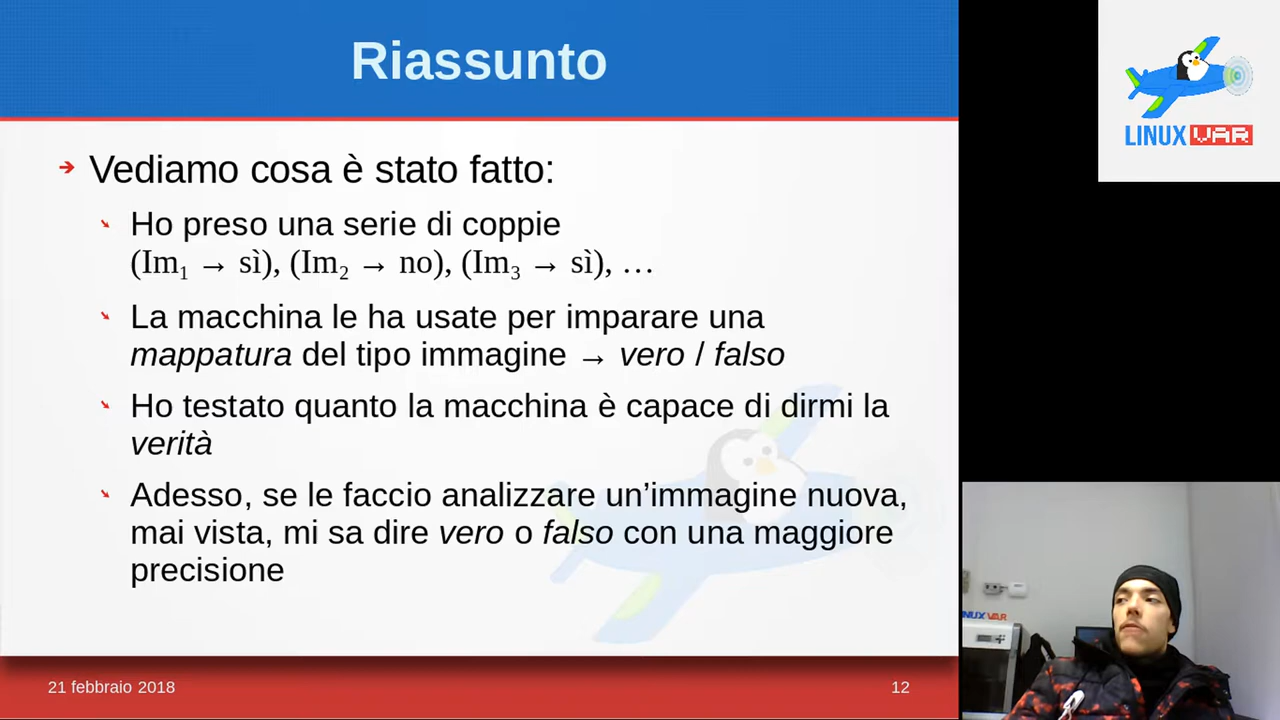 Riassunto
LINUX VAR
Vediamo cosa è stato fatto:
Ho preso una serie di coppie
(Im₁ → sì), (Im₂ → no), (Im₃ → sì), …
La macchina le ha usate per imparare una
mappatura del tipo immagine → vero / falso
Ho testato quanto la macchina è capace di dirmi la
verità
Adesso, se le faccio analizzare un’immagine nuova,
mai vista, mi sa dire vero o falso con una maggiore
precisione
NUX VAR
21 febbraio 2018
12